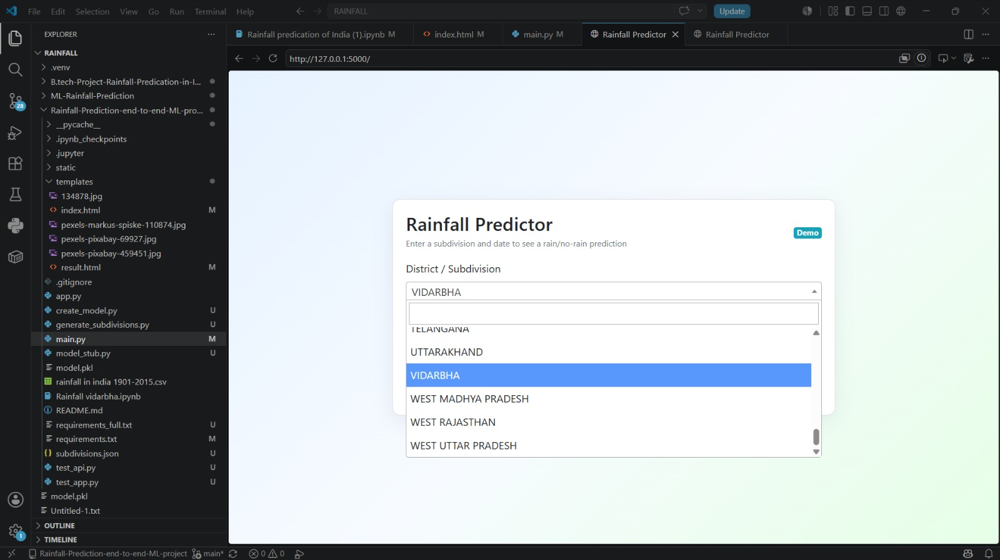 File Edit Selection View Go Run Terminal Help RAINFALL Update
EXPLORER
Rainfall predication of India (1).ipynb M index.html M main.py M Rainfall Predictor Rainfall Predictor
RAINFALL
http://127.0.0.1:5000/
.venv
B.tech-Project-Rainfall-Predication-in-I...
ML-Rainfall-Prediction
Rainfall-Prediction-end-to-end-ML-pro...
__pycache__
.ipynb_checkpoints
.jupyter
static
templates
134878.jpg
index.html M
pexels-markus-spiske-110874.jpg
pexels-pixabay-69927.jpg
pexels-pixabay-459451.jpg
result.html M
.gitignore
app.py
create_model.py U
generate_subdivisions.py U
main.py M
model_stub.py U
model.pkl
rainfall in india 1901-2015.csv
Rainfall vidarbha.ipynb
README.md
requirements_full.txt U
requirements.txt M
subdivisions.json U
test_api.py U
test_app.py U
model.pkl
Untitled-1.txt
OUTLINE
TIMELINE
28
1
Rainfall Predictor
Demo
Enter a subdivision and date to see a rain/no-rain prediction
District / Subdivision
VIDARBHA
TELANGANA
UTTARAKHAND
VIDARBHA
WEST MADHYA PRADESH
WEST RAJASTHAN
WEST UTTAR PRADESH
Rainfall-Prediction-end-to-end-ML-project main* 0 0